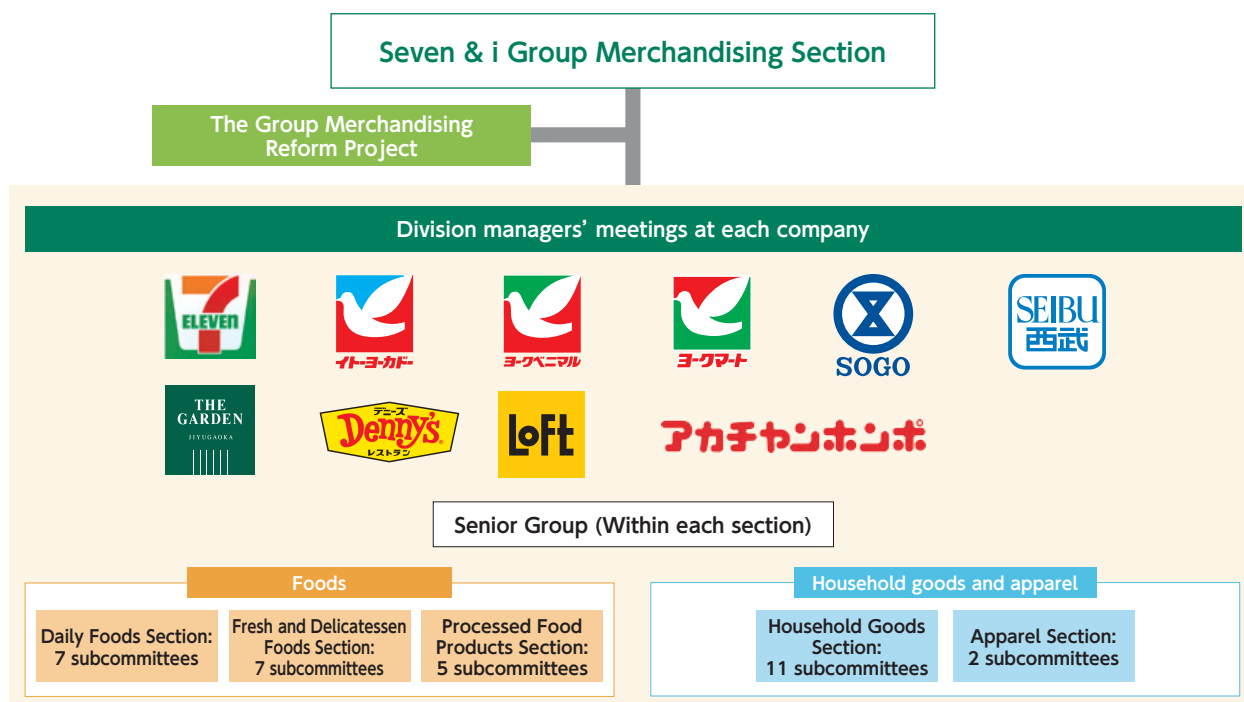 Seven & i Group Merchandising Section
The Group Merchandising
Reform Project
Division managers' meetings at each company
7
ELEVEn
イトーヨーカドー
ヨークベニマル
ヨークマート
SOGO
SEIBU
西武
THE
GARDEN
JIYUGAOKA
デニーズ
Denny's
レストラン
LoFt
アカチャンホンポ
Senior Group (Within each section)
Foods
Daily Foods Section:
7 subcommittees
Fresh and Delicatessen
Foods Section:
7 subcommittees
Processed Food
Products Section:
5 subcommittees
Household goods and apparel
Household Goods
Section:
11 subcommittees
Apparel Section:
2 subcommittees